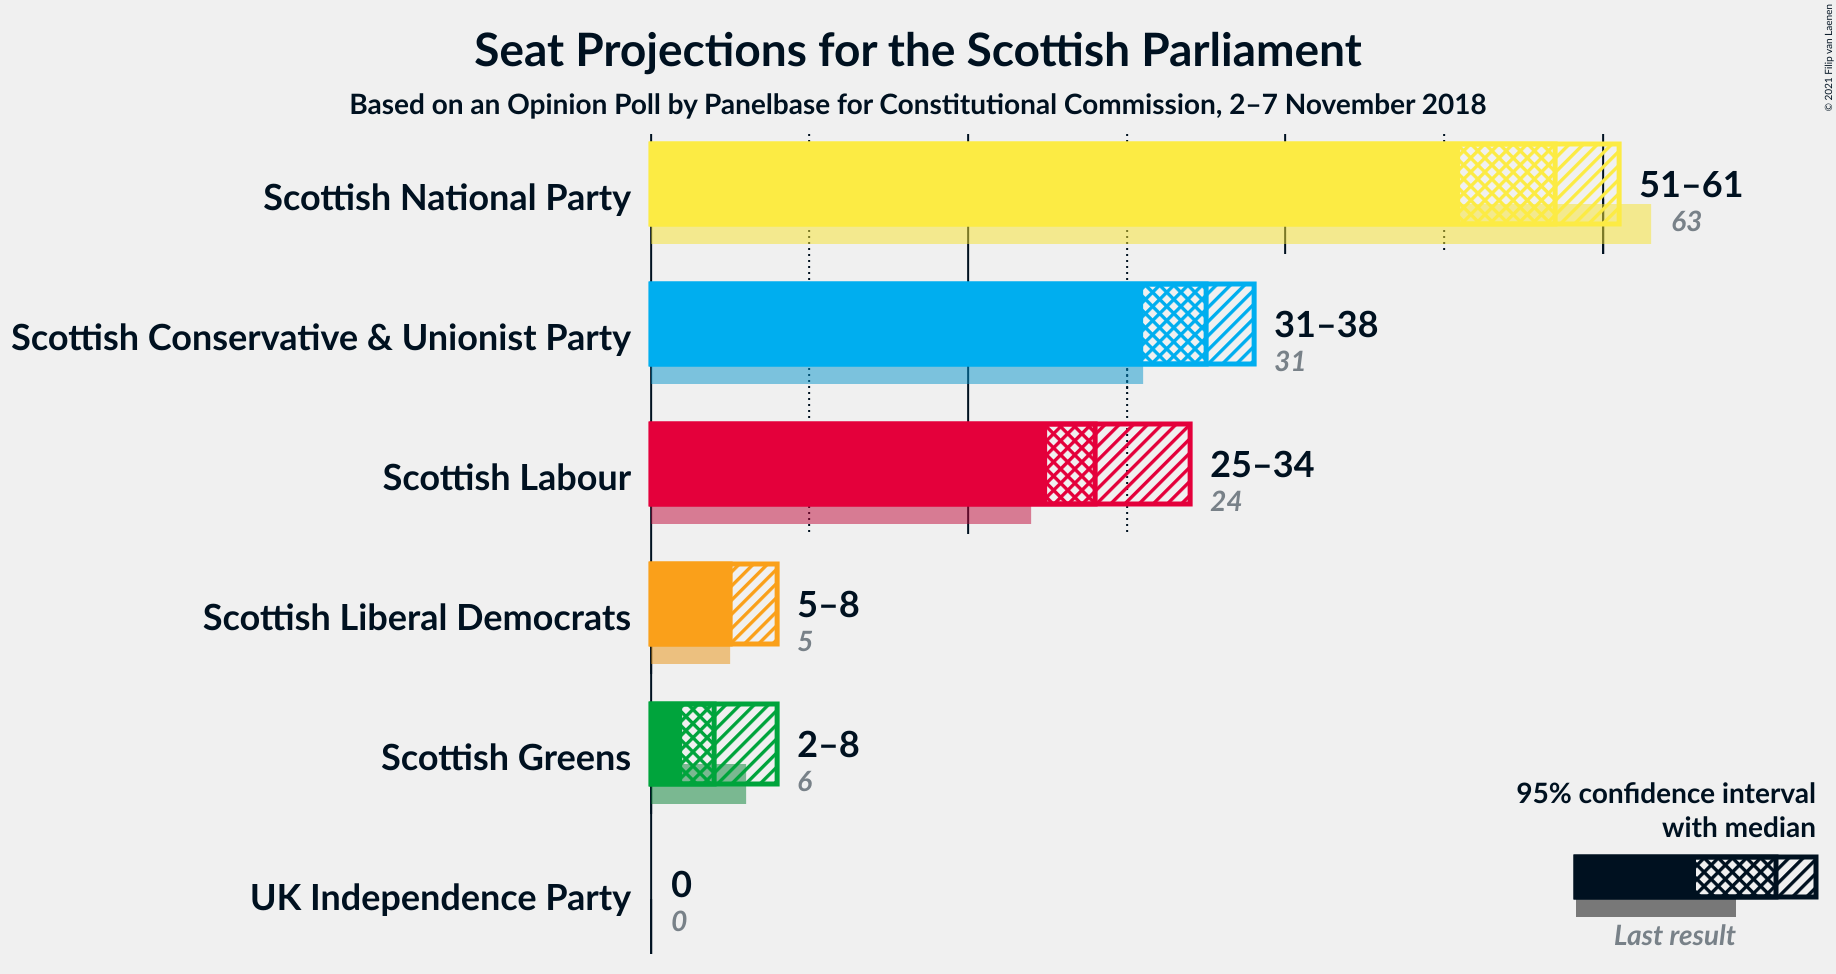 Seat Projections for the Scottish Parliament
Based on an Opinion Poll by Panelbase for Constitutional Commission, 2–7 November 2018
© 2021 Filip van Laenen
Scottish National Party
51–61
63
Scottish Conservative & Unionist Party
31–38
31
Scottish Labour
25–34
24
Scottish Liberal Democrats
5–8
5
Scottish Greens
2–8
6
UK Independence Party
0
0
95% confidence interval
with median
Last result